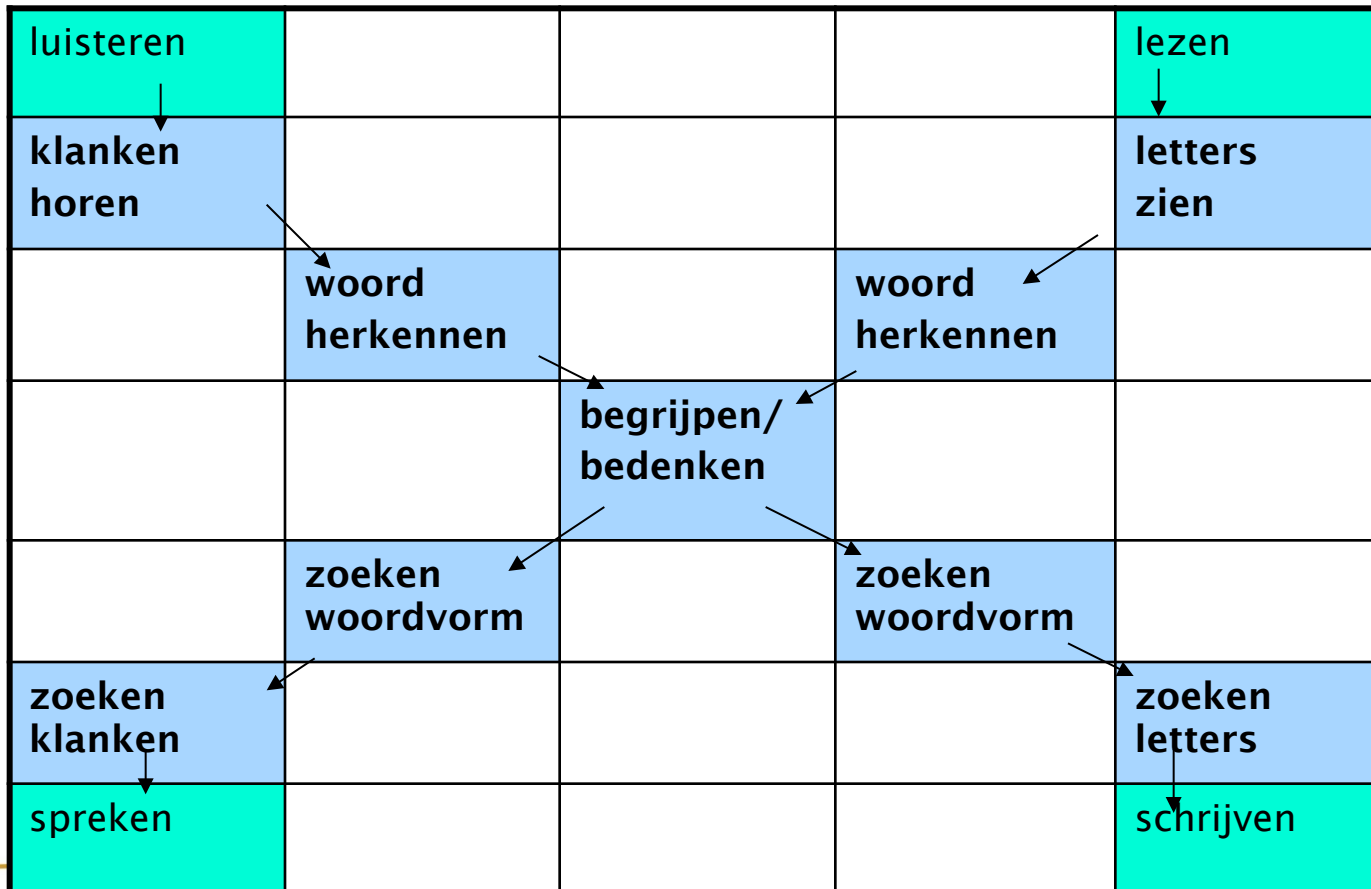 luisteren
lezen
klanken
horen
letters
zien
woord
herkennen
woord
herkennen
begrijpen/
bedenken
zoeken
woordvorm
zoeken
woordvorm
zoeken
klanken
zoeken
letters
spreken
schrijven